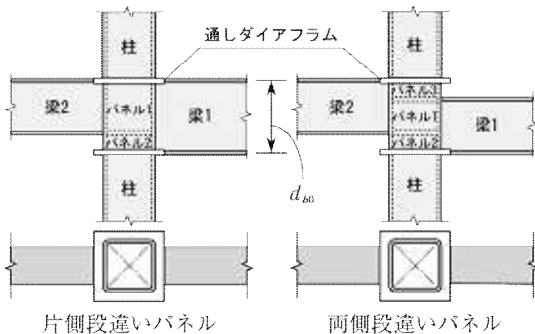 柱
通しダイアフラム
柱
梁2
パネル1
梁1
パネル2
梁2
パネル3
パネル1
梁1
パネル2
柱
d_{b0}
柱
片側段違いパネル
両側段違いパネル